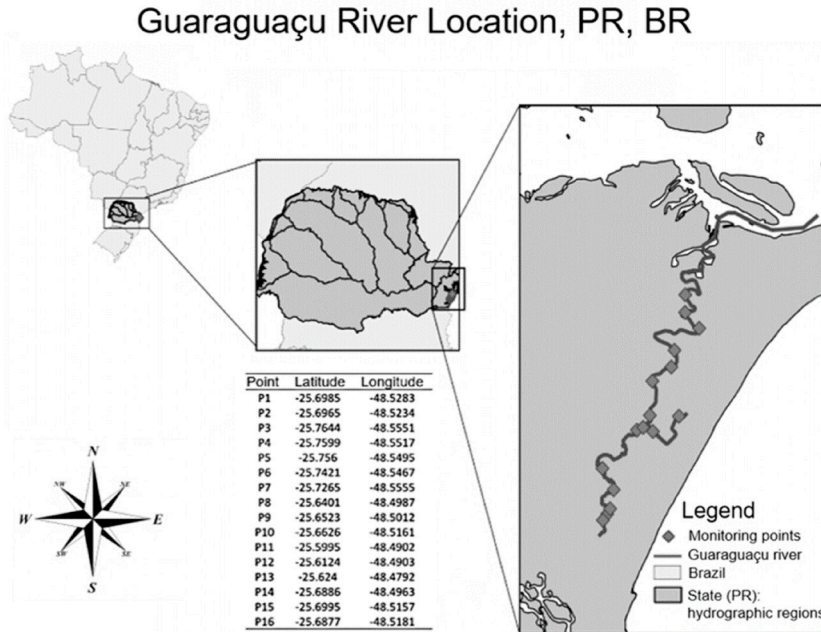 Guaraguaçu River Location, PR, BR
Point Latitude Longitude
P1 -25.6985 -48.5283
P2 -25.6965 -48.5234
P3 -25.7644 -48.5551
P4 -25.7599 -48.5517
P5 -25.756 -48.5495
P6 -25.7421 -48.5467
P7 -25.7265 -48.5555
P8 -25.6401 -48.4987
P9 -25.6523 -48.5012
P10 -25.6626 -48.5161
P11 -25.5995 -48.4902
P12 -25.6124 -48.4903
P13 -25.624 -48.4792
P14 -25.6886 -48.4963
P15 -25.6995 -48.5157
P16 -25.6877 -48.5181
N
NW NE
W E
SW SE
S
Legend
Monitoring points
Guaraguaçu river
Brazil
State (PR):
hydrographic regions